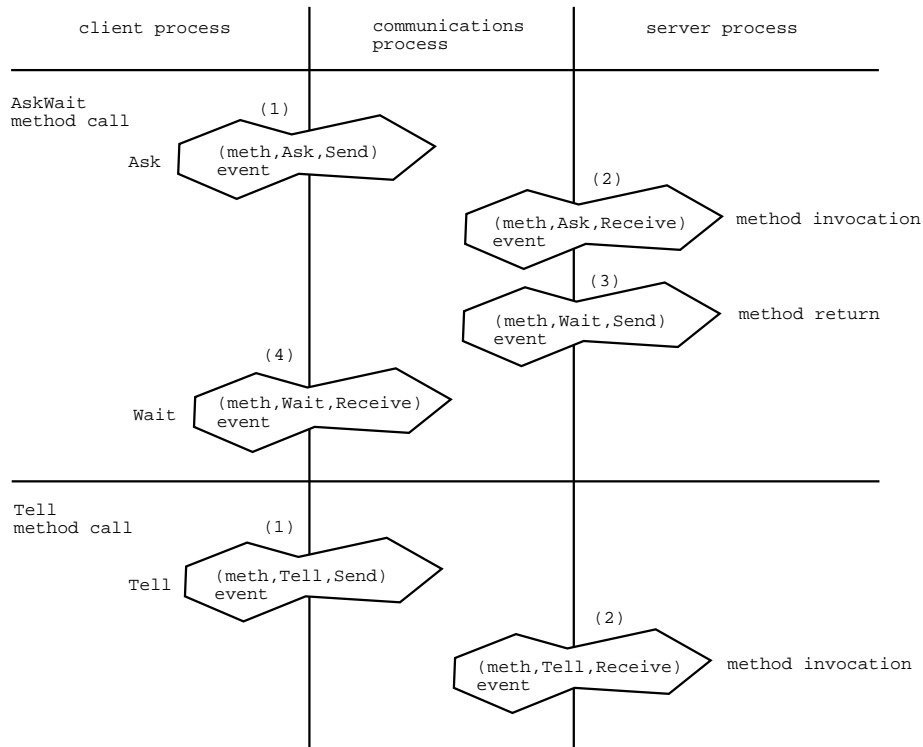 client process
communications
process
server process
AskWait
method call
(1)
Ask
(meth,Ask,Send)
event
(2)
(meth,Ask,Receive)
event
method invocation
(3)
(meth,Wait,Send)
event
method return
(4)
Wait
(meth,Wait,Receive)
event
Tell
method call
(1)
Tell
(meth,Tell,Send)
event
(2)
(meth,Tell,Receive)
event
method invocation